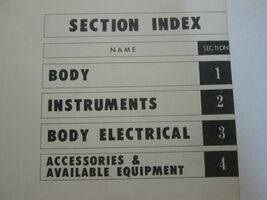 SECTION INDEX
NAME SECTION
BODY 1
INSTRUMENTS 2
BODY ELECTRICAL 3
ACCESSORIES &
AVAILABLE EQUIPMENT 4